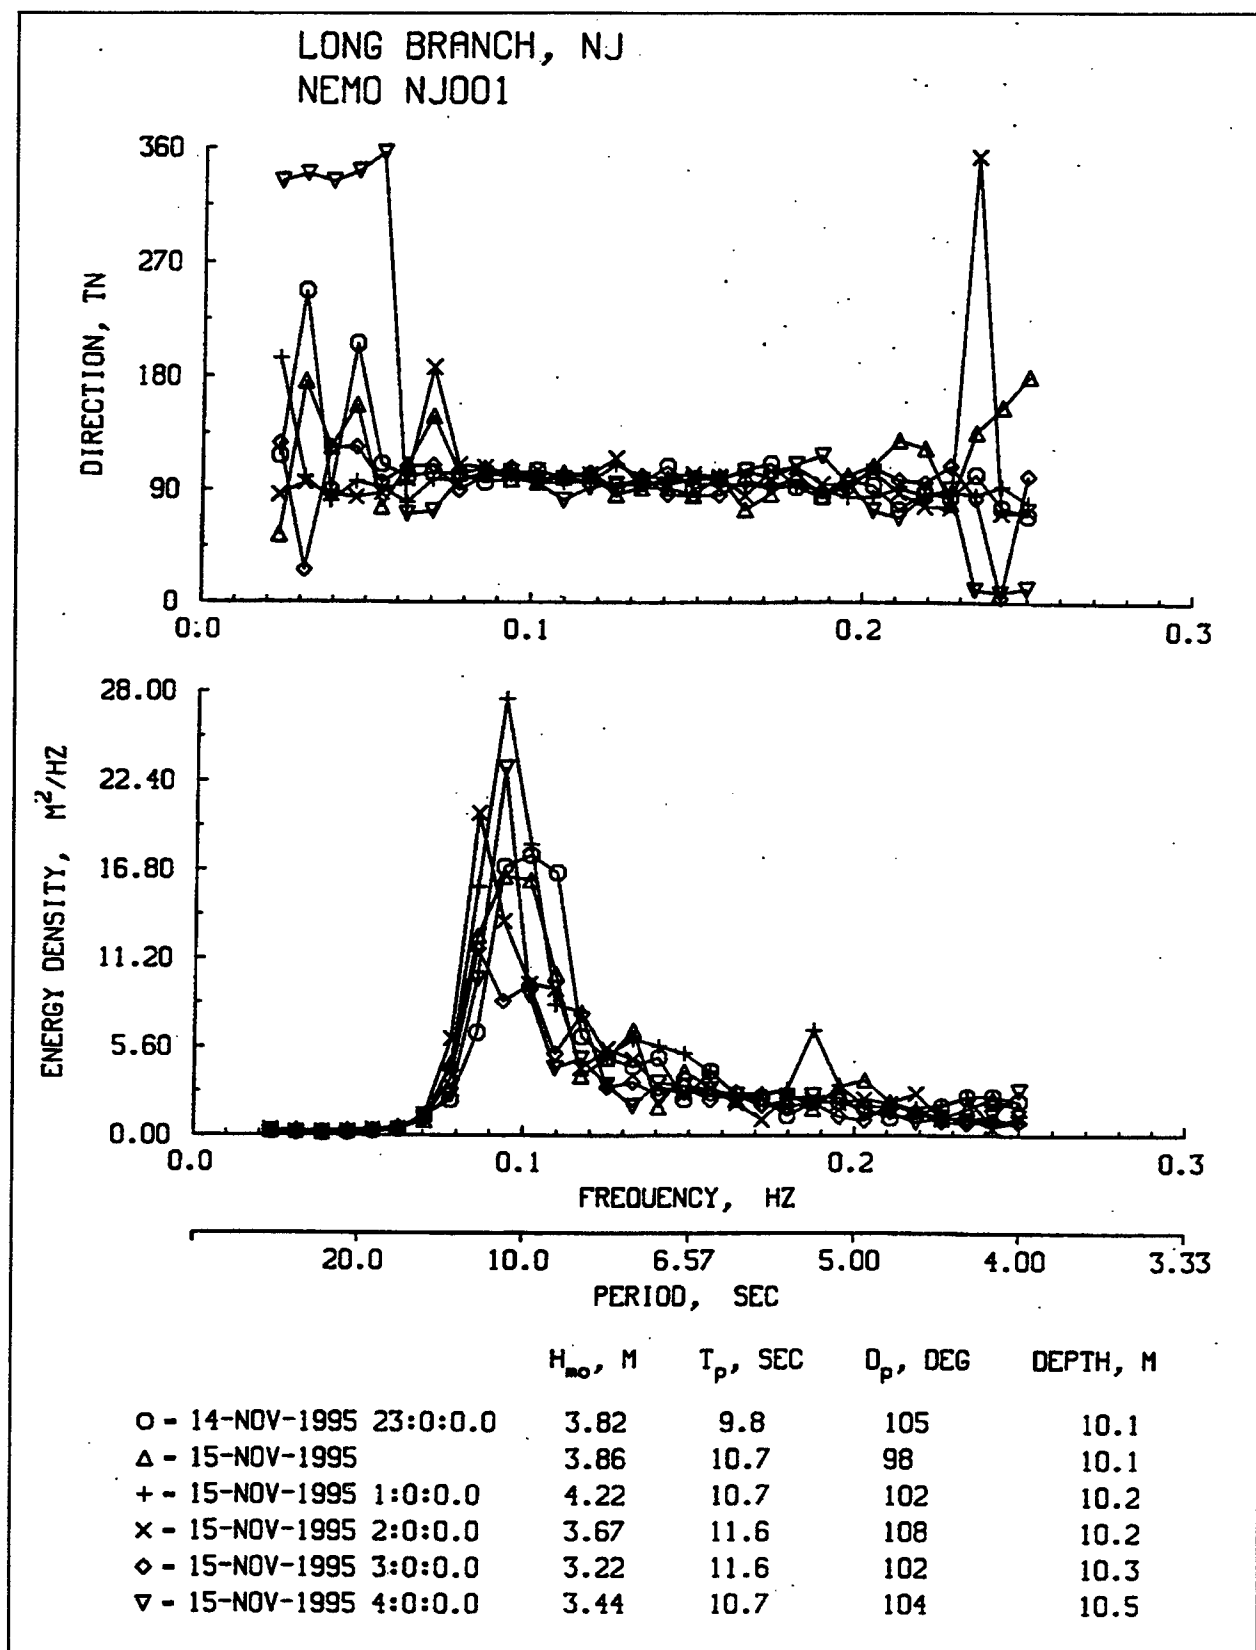 LONG BRANCH, NJ
NEMO NJ001
DIRECTION, TN
360
270
180
90
0
0.0 0.1 0.2 0.3
ENERGY DENSITY, M²/HZ
28.00
22.40
16.80
11.20
5.60
0.00
0.0 0.1 0.2 0.3
FREQUENCY, HZ
20.0 10.0 6.57 5.00 4.00 3.33
PERIOD, SEC
Hmo, M Tp, SEC Dp, DEG DEPTH, M
O - 14-NOV-1995 23:0:0.0 3.82 9.8 105 10.1
△ - 15-NOV-1995 3.86 10.7 98 10.1
+ - 15-NOV-1995 1:0:0.0 4.22 10.7 102 10.2
× - 15-NOV-1995 2:0:0.0 3.67 11.6 108 10.2
◇ - 15-NOV-1995 3:0:0.0 3.22 11.6 102 10.3
▽ - 15-NOV-1995 4:0:0.0 3.44 10.7 104 10.5